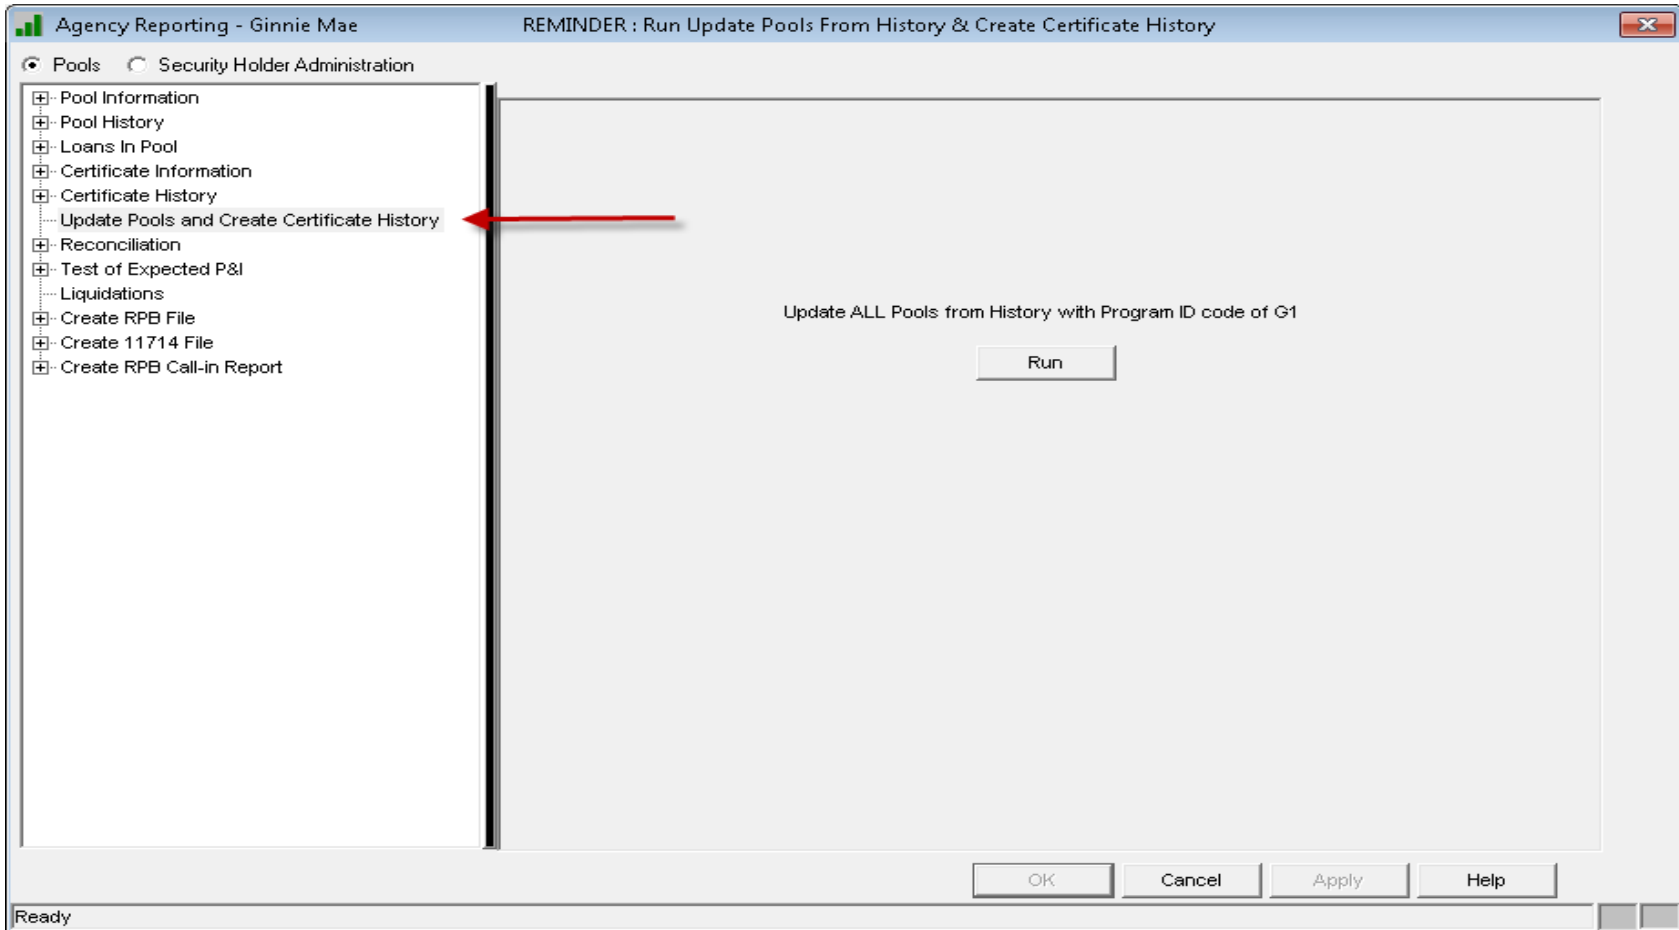 Agency Reporting - Ginnie Mae REMINDER : Run Update Pools From History & Create Certificate History
Pools Security Holder Administration
Pool Information
Pool History
Loans In Pool
Certificate Information
Certificate History
Update Pools and Create Certificate History
Reconciliation
Test of Expected P&I
Liquidations
Create RPB File
Create 11714 File
Create RPB Call-in Report
Update ALL Pools from History with Program ID code of G1
Run
OK Cancel Apply Help
Ready